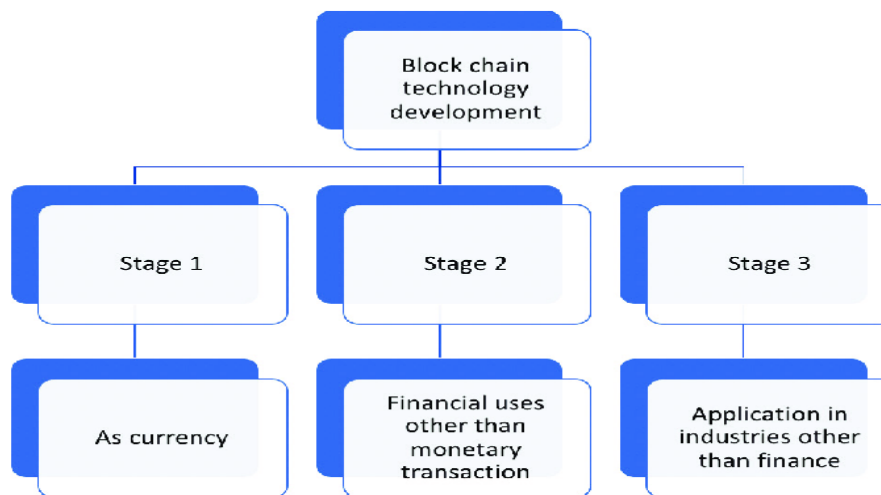 Block chain
technology
development
Stage 1
Stage 2
Stage 3
As currency
Financial uses
other than
monetary
transaction
Application in
industries other
than finance